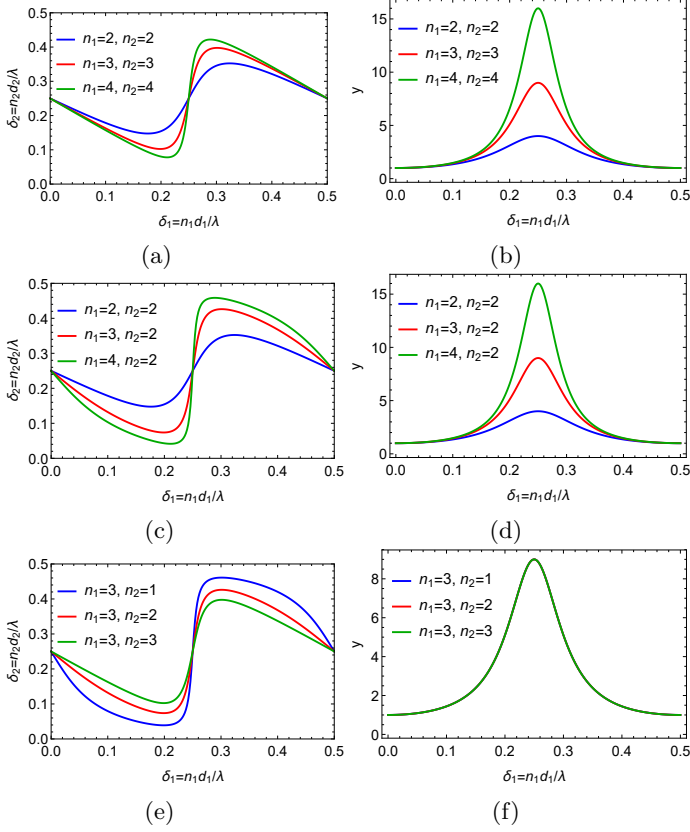 n₁=2, n₂=2
n₁=3, n₂=3
n₁=4, n₂=4
δ₂=n₂d₂/λ
0.5
0.4
0.3
0.2
0.1
0.0
0.0 0.1 0.2 0.3 0.4 0.5
δ₁=n₁d₁/λ
(a)
n₁=2, n₂=2
n₁=3, n₂=3
n₁=4, n₂=4
y
15
10
5
0
0.0 0.1 0.2 0.3 0.4 0.5
δ₁=n₁d₁/λ
(b)
n₁=2, n₂=2
n₁=3, n₂=2
n₁=4, n₂=2
δ₂=n₂d₂/λ
0.5
0.4
0.3
0.2
0.1
0.0
0.0 0.1 0.2 0.3 0.4 0.5
δ₁=n₁d₁/λ
(c)
n₁=2, n₂=2
n₁=3, n₂=2
n₁=4, n₂=2
y
15
10
5
0
0.0 0.1 0.2 0.3 0.4 0.5
δ₁=n₁d₁/λ
(d)
n₁=3, n₂=1
n₁=3, n₂=2
n₁=3, n₂=3
δ₂=n₂d₂/λ
0.5
0.4
0.3
0.2
0.1
0.0
0.0 0.1 0.2 0.3 0.4 0.5
δ₁=n₁d₁/λ
(e)
n₁=3, n₂=1
n₁=3, n₂=2
n₁=3, n₂=3
y
8
6
4
2
0
0.0 0.1 0.2 0.3 0.4 0.5
δ₁=n₁d₁/λ
(f)